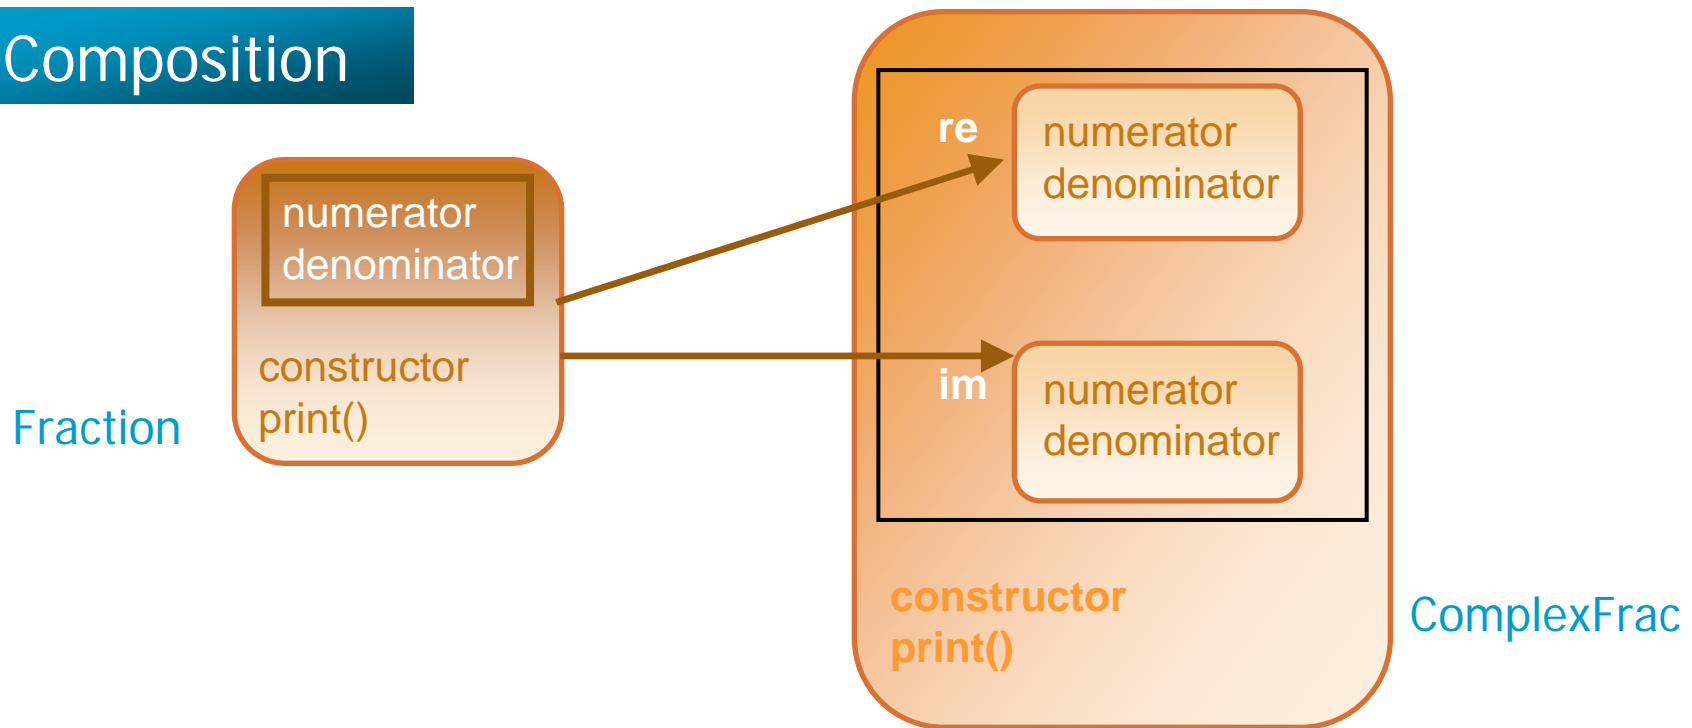 Composition
numerator
denominator
constructor
print()
Fraction
re
numerator
denominator
im
numerator
denominator
constructor
print()
ComplexFrac